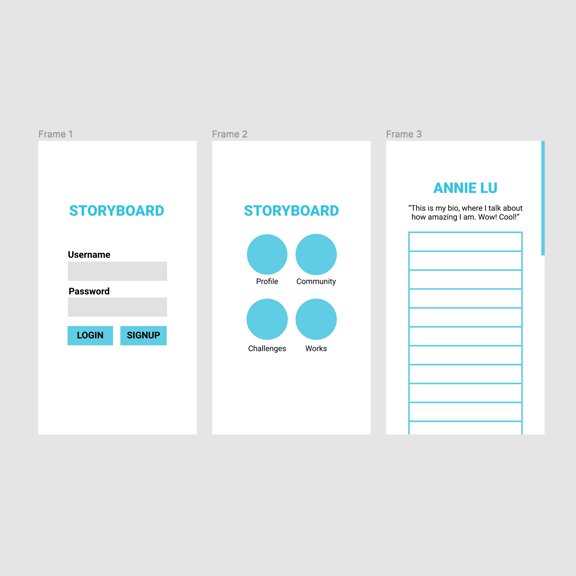 Frame 1
STORYBOARD
Username
Password
LOGIN
SIGNUP
Frame 2
STORYBOARD
Profile
Community
Challenges
Works
Frame 3
ANNIE LU
"This is my bio, where I talk about
how amazing I am. Wow! Cool!"